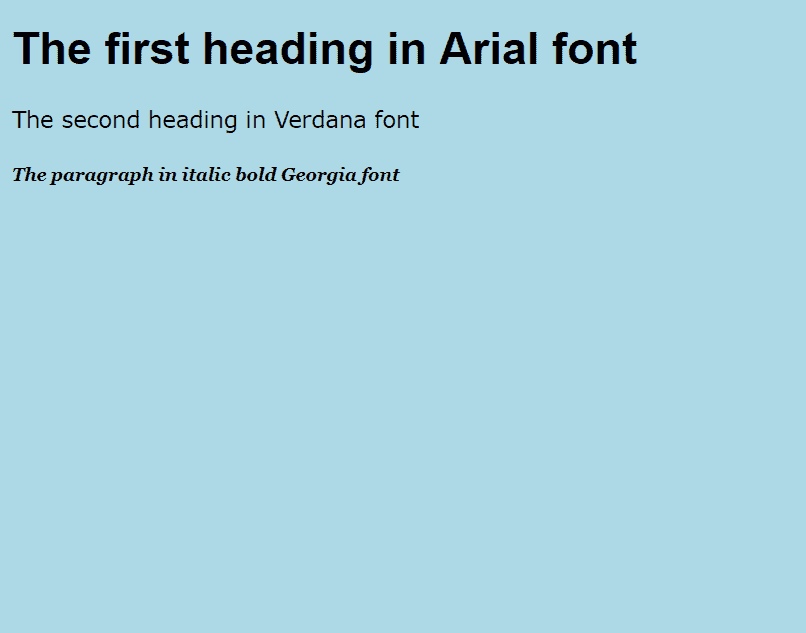 The first heading in Arial font
The second heading in Verdana font
The paragraph in italic bold Georgia font